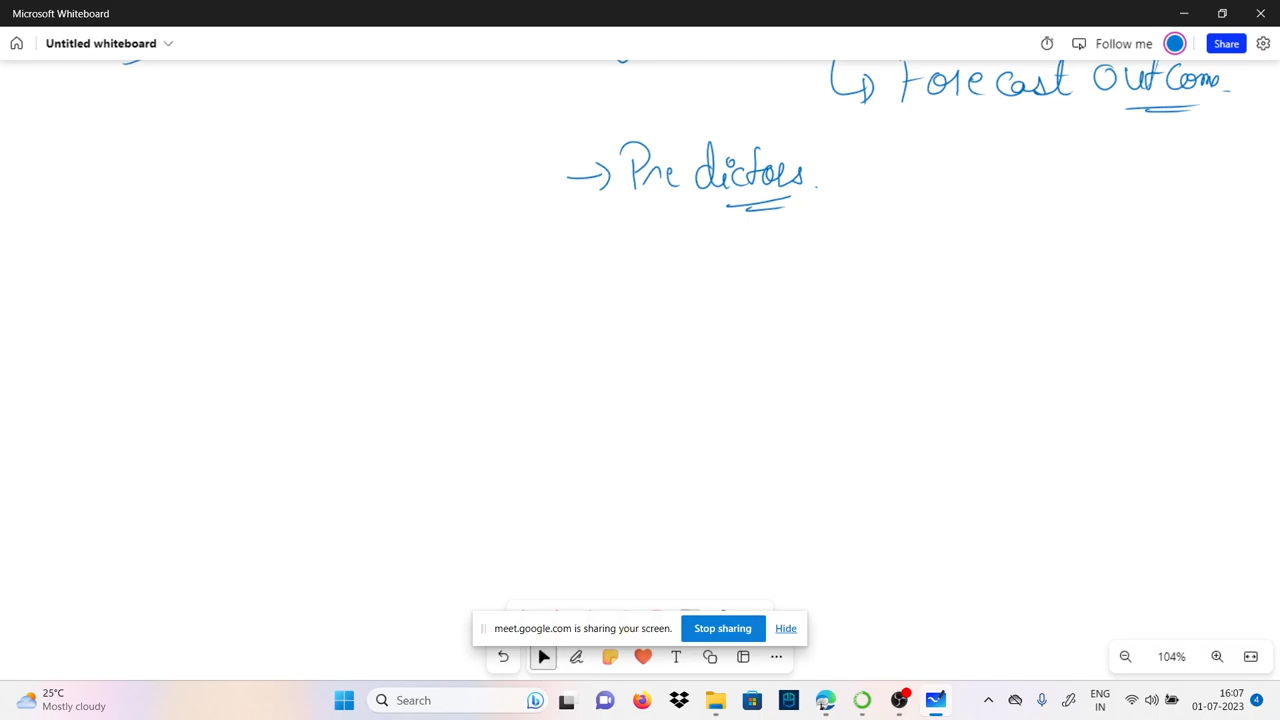 Microsoft Whiteboard
Untitled whiteboard
Follow me
Share
↳ Forecast Outcome.
→ Predictors.
meet.google.com is sharing your screen.
Stop sharing
Hide
T
104%
25°C
Mostly cloudy
Search
ENG
IN
16:07
01-07-2023
4